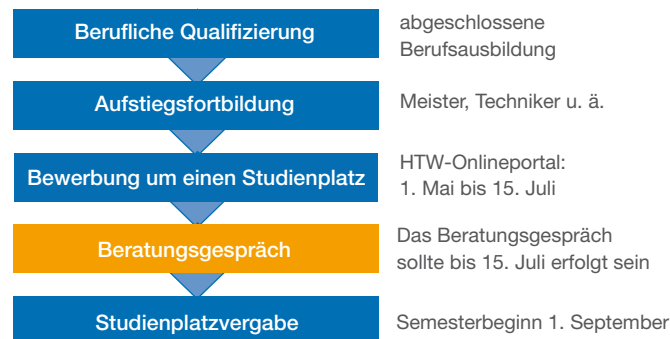 Berufliche Qualifizierung
abgeschlossene
Berufsausbildung
Aufstiegsfortbildung
Meister, Techniker u. ä.
Bewerbung um einen Studienplatz
HTW-Onlineportal:
1. Mai bis 15. Juli
Beratungsgespräch
Das Beratungsgespräch
sollte bis 15. Juli erfolgt sein
Studienplatzvergabe
Semesterbeginn 1. September